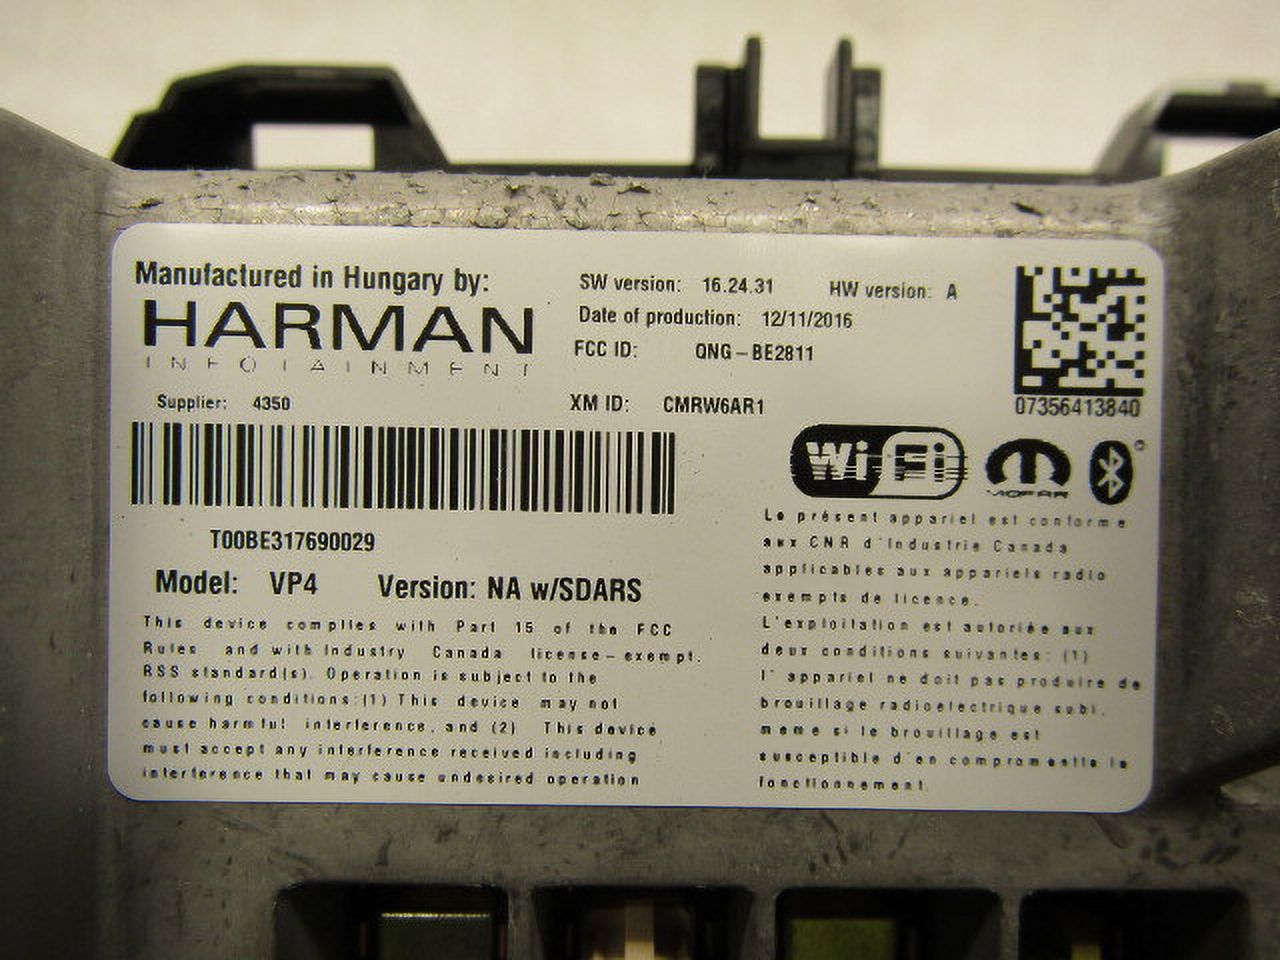 Manufactured in Hungary by:
HARMAN
INFOTAINMENT
Supplier: 4350
SW version: 16.24.31 HW version: A
Date of production: 12/11/2016
FCC ID: QNG-BE2811
XM ID: CMRW6AR1
07356413840
T00BE317690029
Model: VP4 Version: NA w/SDARS
This device complies with Part 15 of the FCC
Rules and with Industry Canada license-exempt.
RSS standard(s). Operation is subject to the
following conditions:(1) This device may not
cause harmful interference, and (2) This device
must accept any interference received including
interference that may cause undesired operation
Wi Fi
MOPAR
Le présent appareil est conforme
aux CNR d'Industrie Canada
applicables aux appareils radio
exempts de licence.
L'exploitation est autoriée aux
deux conditions suivantes: (1)
l'appareil ne doit pas produire de
brouillage radioelectrique subi,
meme si le brouillage est
susceptible d'en compromettle le
fonctionnement.